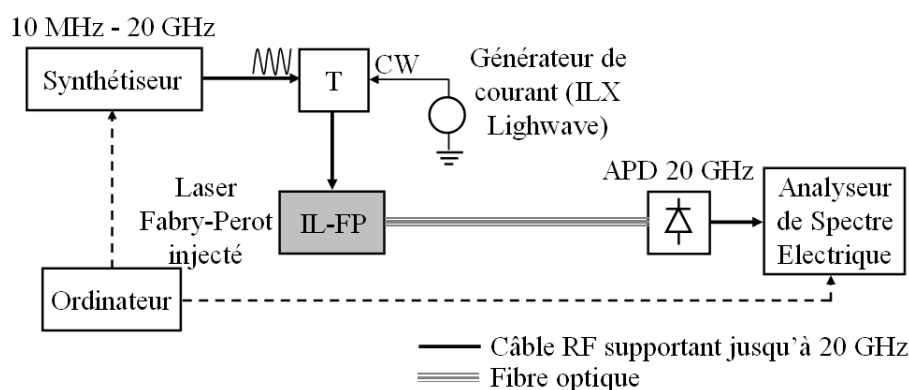 10 MHz - 20 GHz
Synthétiseur
T
CW
Générateur de
courant (ILX
Lighwave)
Laser
Fabry-Perot
injecté
IL-FP
APD 20 GHz
Analyseur
de Spectre
Electrique
Ordinateur
Câble RF supportant jusqu'à 20 GHz
Fibre optique